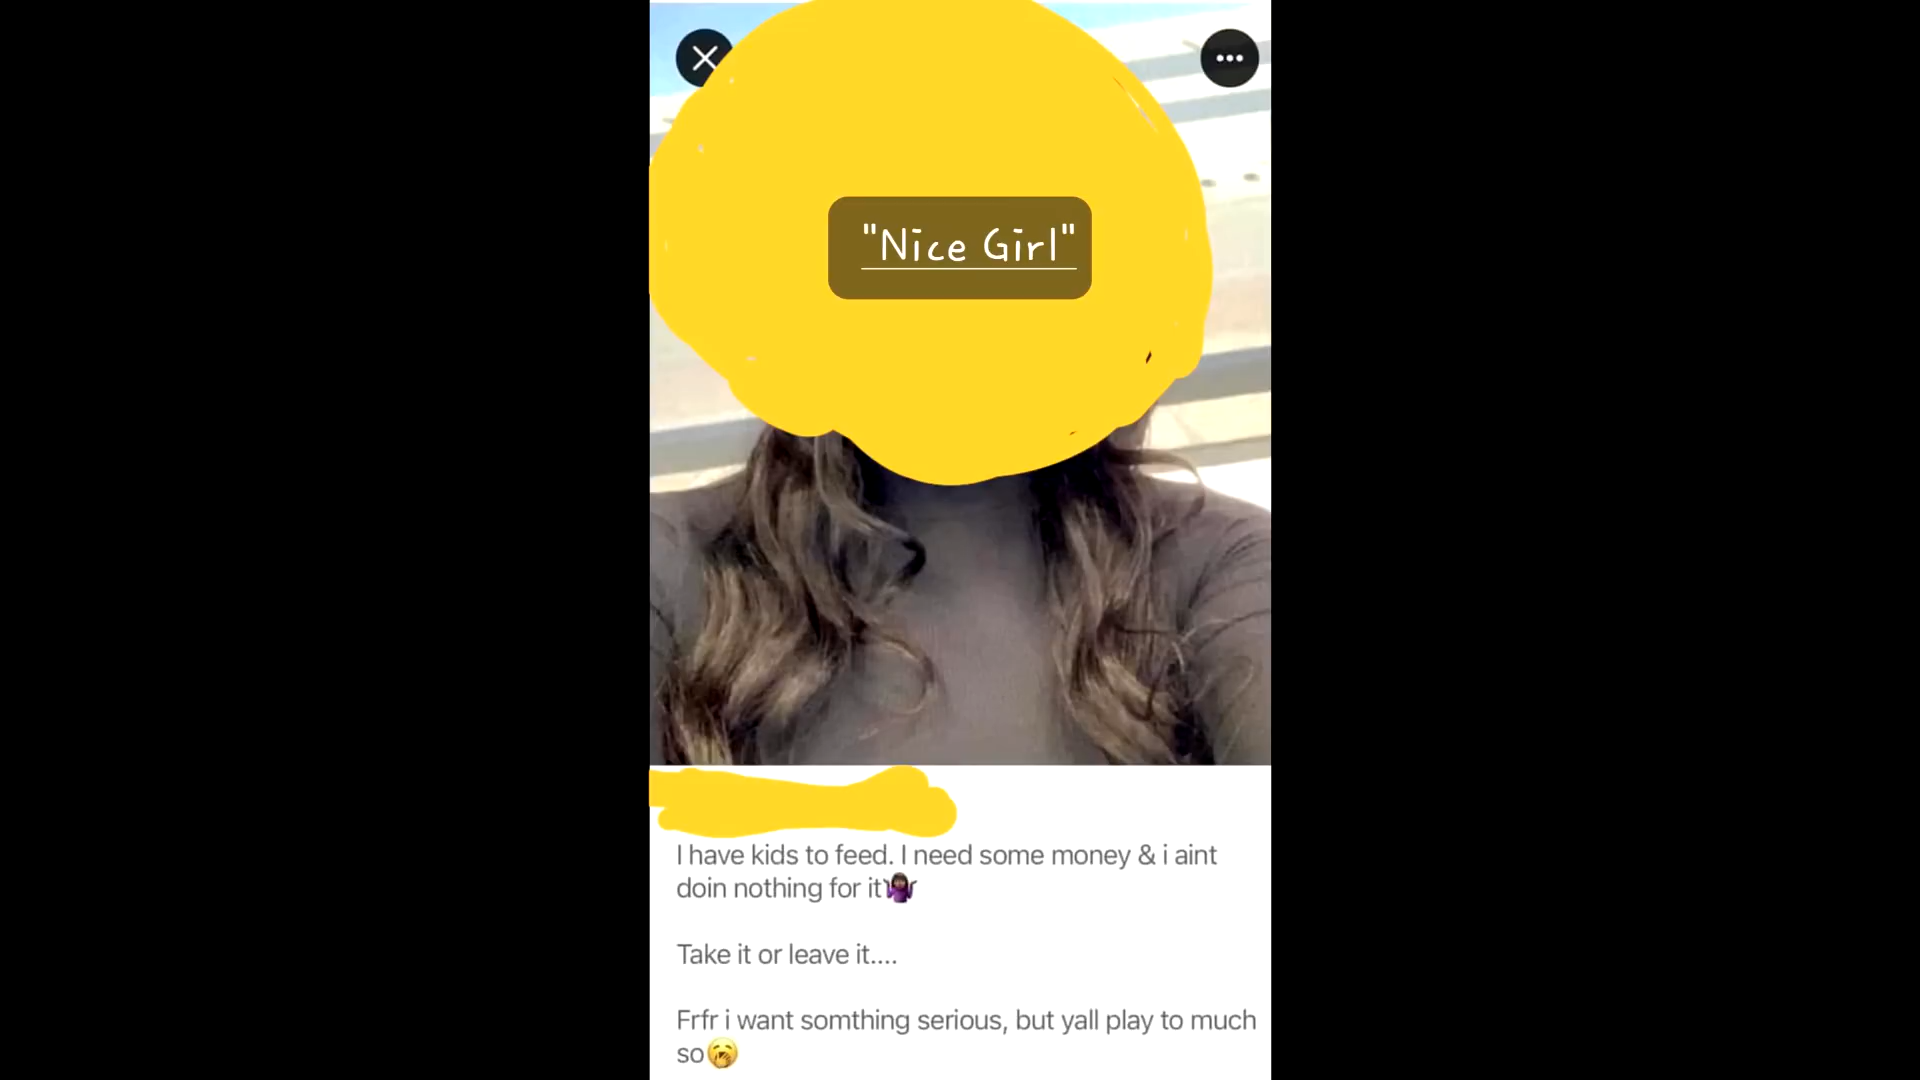 "Nice Girl"
I have kids to feed. I need some money & i aint
doin nothing for it🤷🏾‍♀️
Take it or leave it....
Frfr i want somthing serious, but yall play to much
so🥱